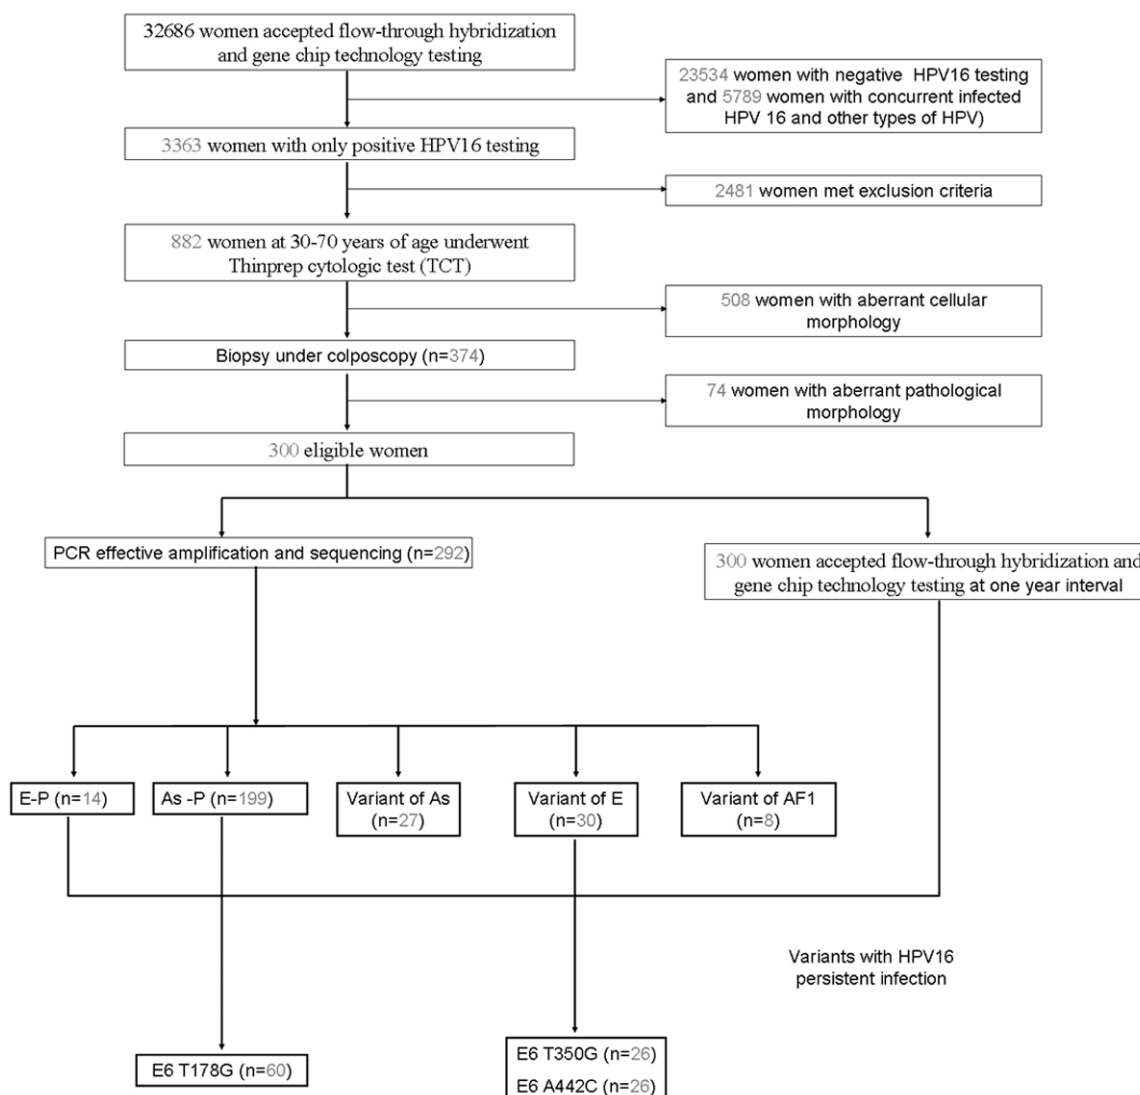 32686 women accepted flow-through hybridization
and gene chip technology testing
23534 women with negative  HPV16 testing
and 5789 women with concurrent infected
HPV 16 and other types of HPV)
3363 women with only positive HPV16 testing
2481 women met exclusion criteria
882 women at 30-70 years of age underwent
Thinprep cytologic test (TCT)
508 women with aberrant cellular
morphology
Biopsy under colposcopy (n=374)
74 women with aberrant pathological
morphology
300 eligible women
PCR effective amplification and sequencing (n=292)
300 women accepted flow-through hybridization and
gene chip technology testing at one year interval
E-P (n=14)
As -P (n=199)
Variant of As
(n=27)
Variant of E
(n=30)
Variant of AF1
(n=8)
Variants with HPV16
persistent infection
E6 T178G (n=60)
E6 T350G (n=26)
E6 A442C (n=26)